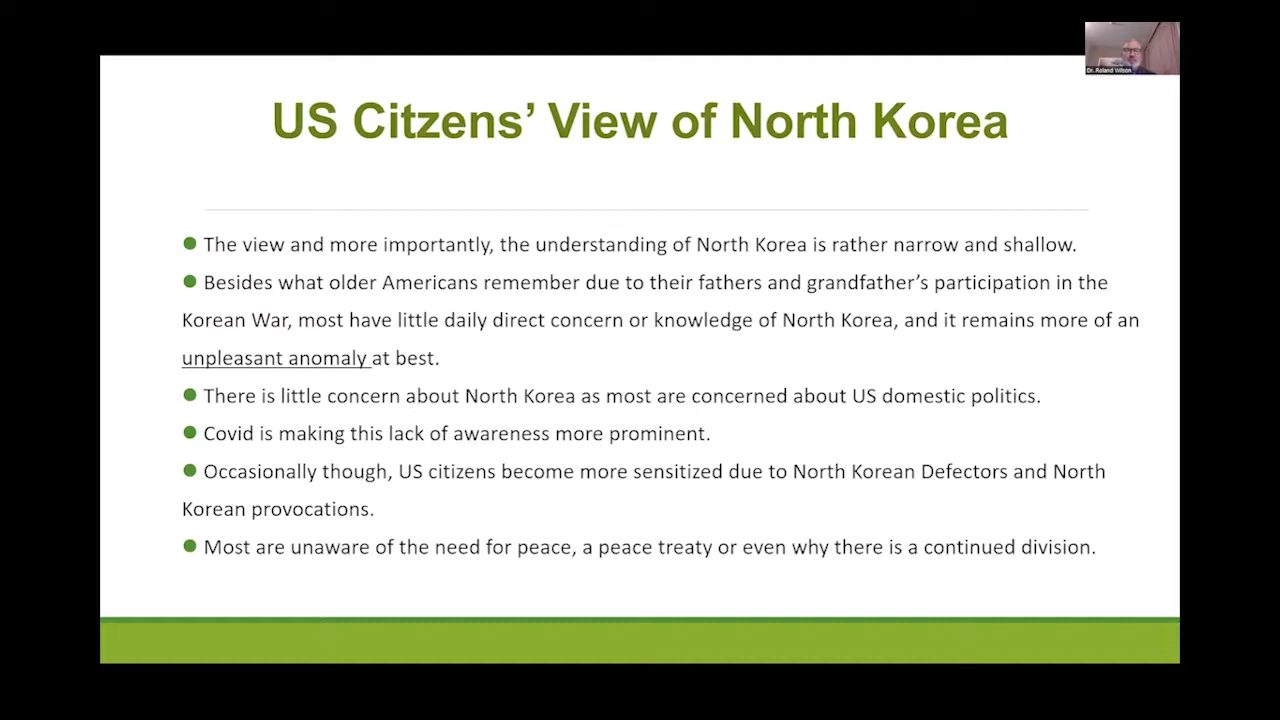 Dr. Roland Wilson
US Citzens’ View of North Korea
● The view and more importantly, the understanding of North Korea is rather narrow and shallow.
● Besides what older Americans remember due to their fathers and grandfather’s participation in the
Korean War, most have little daily direct concern or knowledge of North Korea, and it remains more of an
unpleasant anomaly at best.
● There is little concern about North Korea as most are concerned about US domestic politics.
● Covid is making this lack of awareness more prominent.
● Occasionally though, US citizens become more sensitized due to North Korean Defectors and North
Korean provocations.
● Most are unaware of the need for peace, a peace treaty or even why there is a continued division.